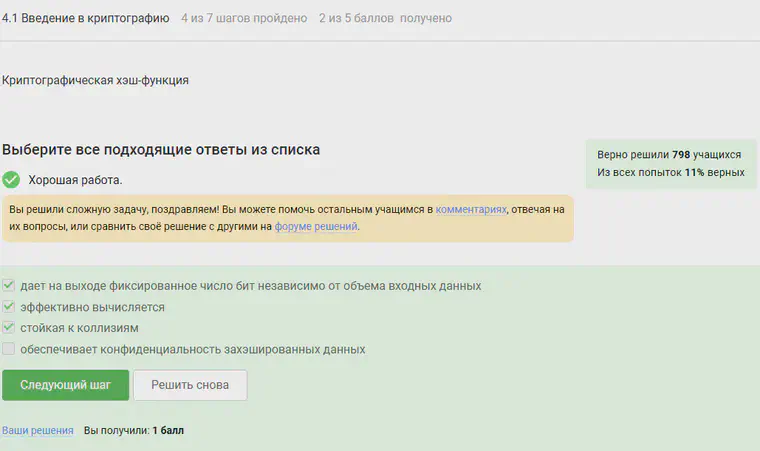 4.1 Введение в криптографию 4 из 7 шагов пройдено 2 из 5 баллов получено
Криптографическая хэш-функция
Выберите все подходящие ответы из списка
Верно решили 798 учащихся
Из всех попыток 11% верных
Хорошая работа.
Вы решили сложную задачу, поздравляем! Вы можете помочь остальным учащимся в комментариях, отвечая на
их вопросы, или сравнить своё решение с другими на форуме решений.
дает на выходе фиксированное число бит независимо от объема входных данных
эффективно вычисляется
стойкая к коллизиям
обеспечивает конфиденциальность захэшированных данных
Следующий шаг Решить снова
Ваши решения Вы получили: 1 балл